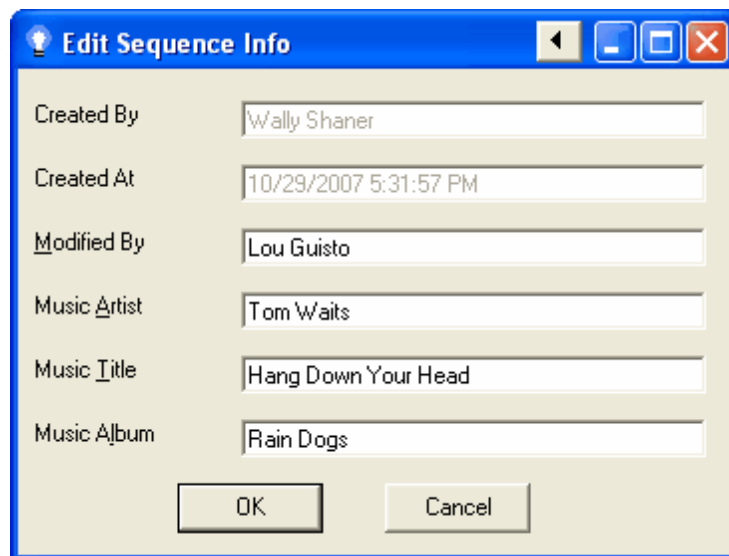 Edit Sequence Info
Created By Wally Shaner
Created At 10/29/2007 5:31:57 PM
Modified By Lou Guisto
Music Artist Tom Waits
Music Title Hang Down Your Head
Music Album Rain Dogs
OK Cancel